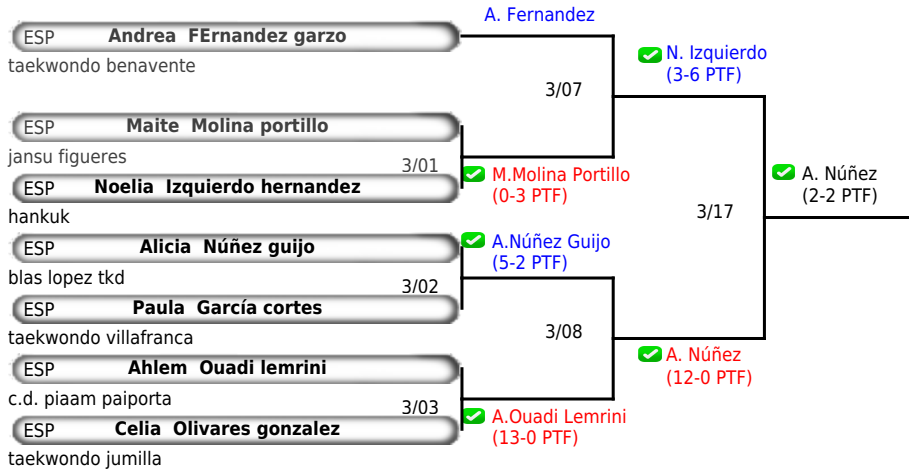 A. Fernandez
ESP Andrea FErnandez garzo
taekwondo benavente
N. Izquierdo
(3-6 PTF)
3/07
ESP Maite Molina portillo
jansu figueres
3/01
M.Molina Portillo
(0-3 PTF)
ESP Noelia Izquierdo hernandez
hankuk
A. Núñez
(2-2 PTF)
3/17
ESP Alicia Núñez guijo
blas lopez tkd
A.Núñez Guijo
(5-2 PTF)
3/02
ESP Paula García cortes
taekwondo villafranca
3/08
A. Núñez
(12-0 PTF)
ESP Ahlem Ouadi lemrini
c.d. piaam paiporta
3/03
A.Ouadi Lemrini
(13-0 PTF)
ESP Celia Olivares gonzalez
taekwondo jumilla